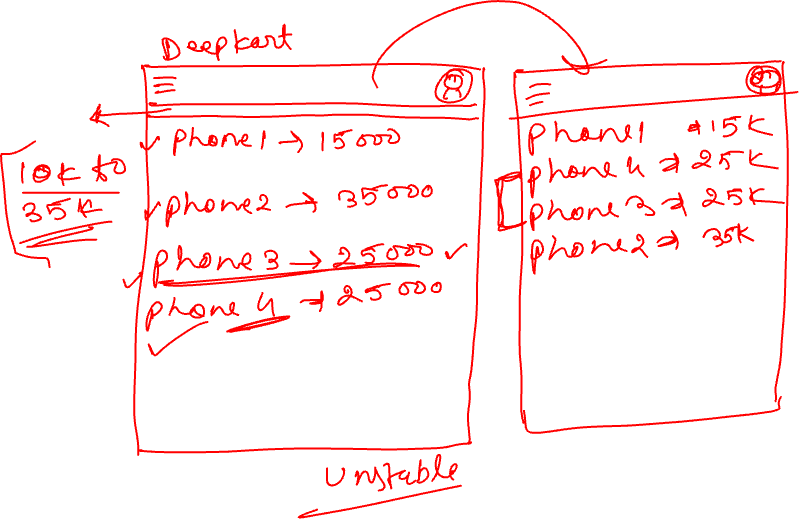 Deepkart
10K to
35K
phone1 → 15000
phone2 → 35000
phone3 → 25000
phone 4 → 25000
phone1 → 15K
phone4 → 25K
phone3 → 25K
phone2 → 35K
Unstable